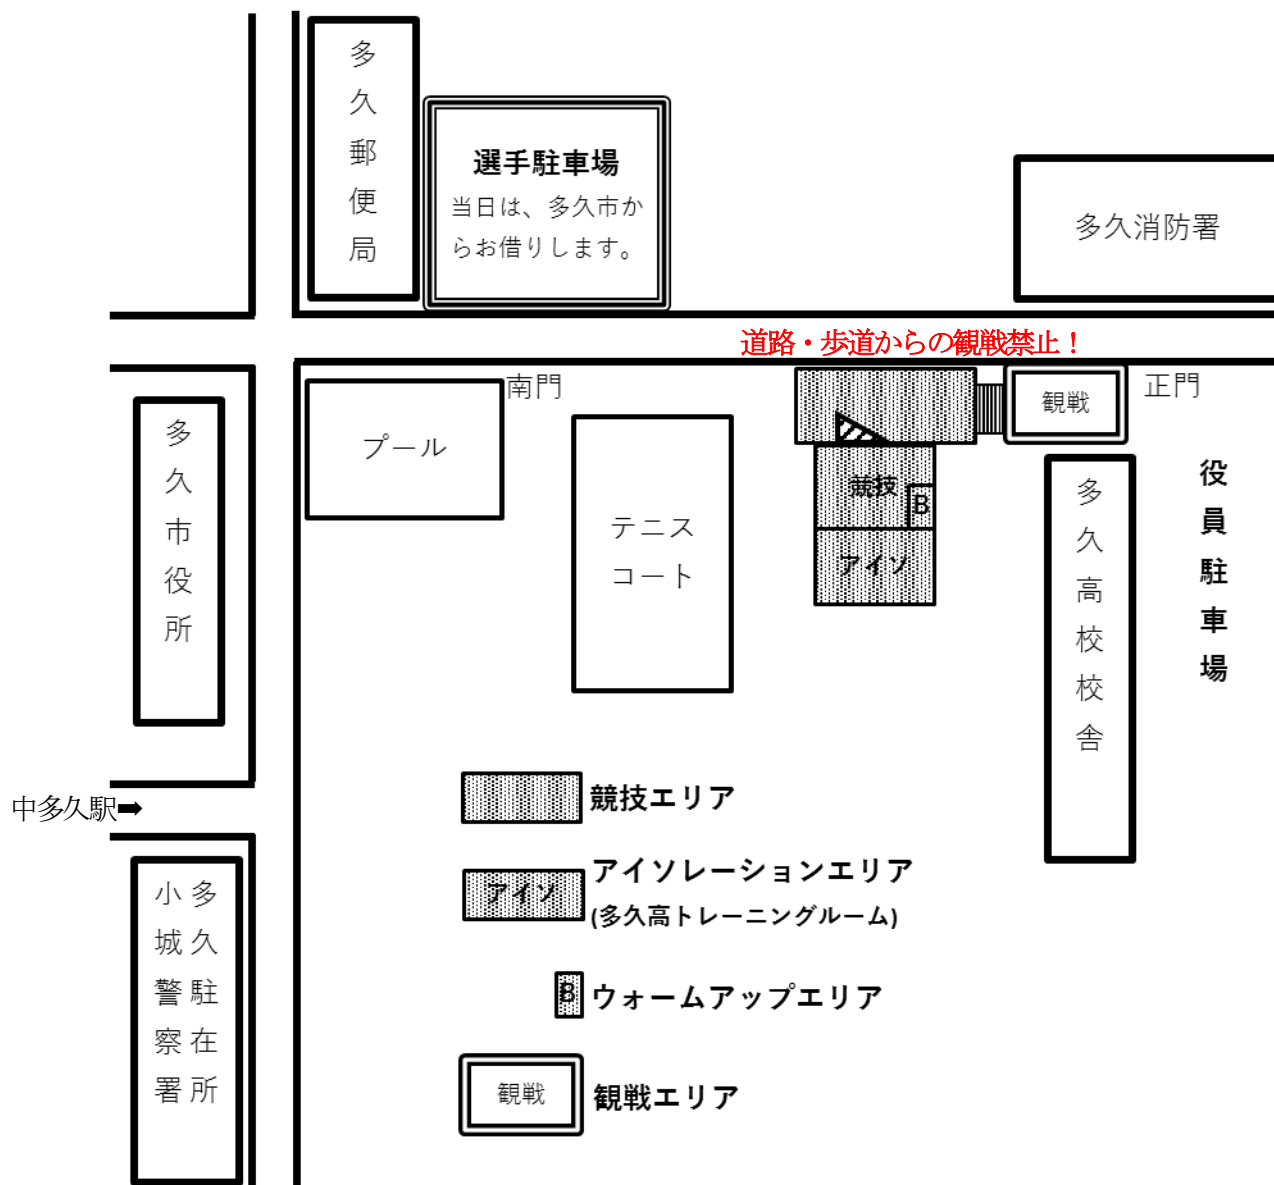 多久郵便局
選手駐車場
当日は、多久市か
らお借りします。
多久消防署
道路・歩道からの観戦禁止！
南門
観戦
正門
プール
多久市役所
テニス
コート
競技
B
アイソ
多久高校校舎
役員駐車場
中多久駅➡
競技エリア
アイソ
アイソレーションエリア
(多久高トレーニングルーム)
B
ウォームアップエリア
観戦
観戦エリア
多久駐在所
小城警察署